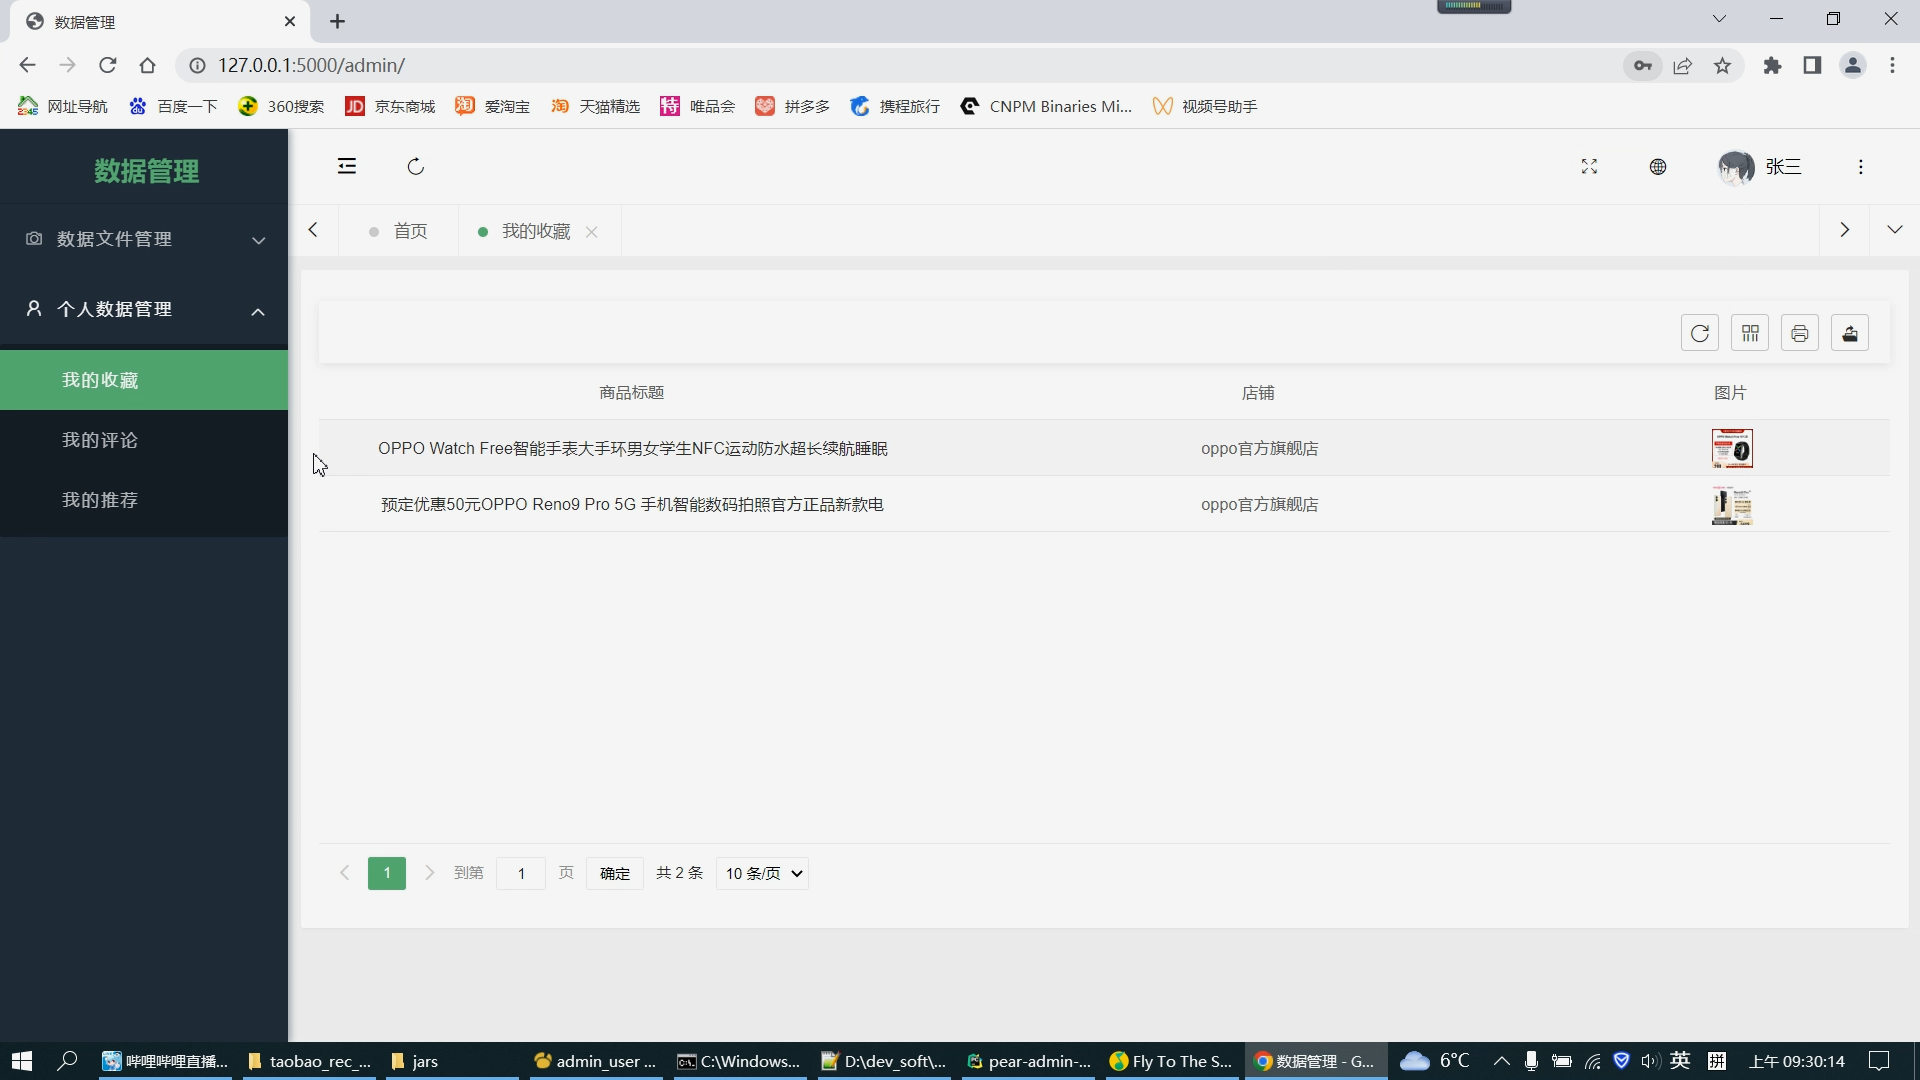 数据管理
127.0.0.1:5000/admin/
网址导航 百度一下 360搜索 JD 京东商城 淘 爱淘宝 淘 天猫精选 特 唯品会 拼多多 携程旅行 CNPM Binaries Mi... 视频号助手
数据管理
张三
数据文件管理
首页 我的收藏
个人数据管理
我的收藏
我的评论
我的推荐
商品标题 店铺 图片
OPPO Watch Free智能手表大手环男女学生NFC运动防水超长续航睡眠 oppo官方旗舰店
预定优惠50元OPPO Reno9 Pro 5G 手机智能数码拍照官方正品新款电 oppo官方旗舰店
1 到第 1 页 确定 共 2 条 10 条/页
哔哩哔哩直播... taobao_rec_... jars admin_user ... C:\Windows... D:\dev_soft\... pear-admin-... Fly To The S... 数据管理 - G... 6°C 英 拼 上午 09:30:14